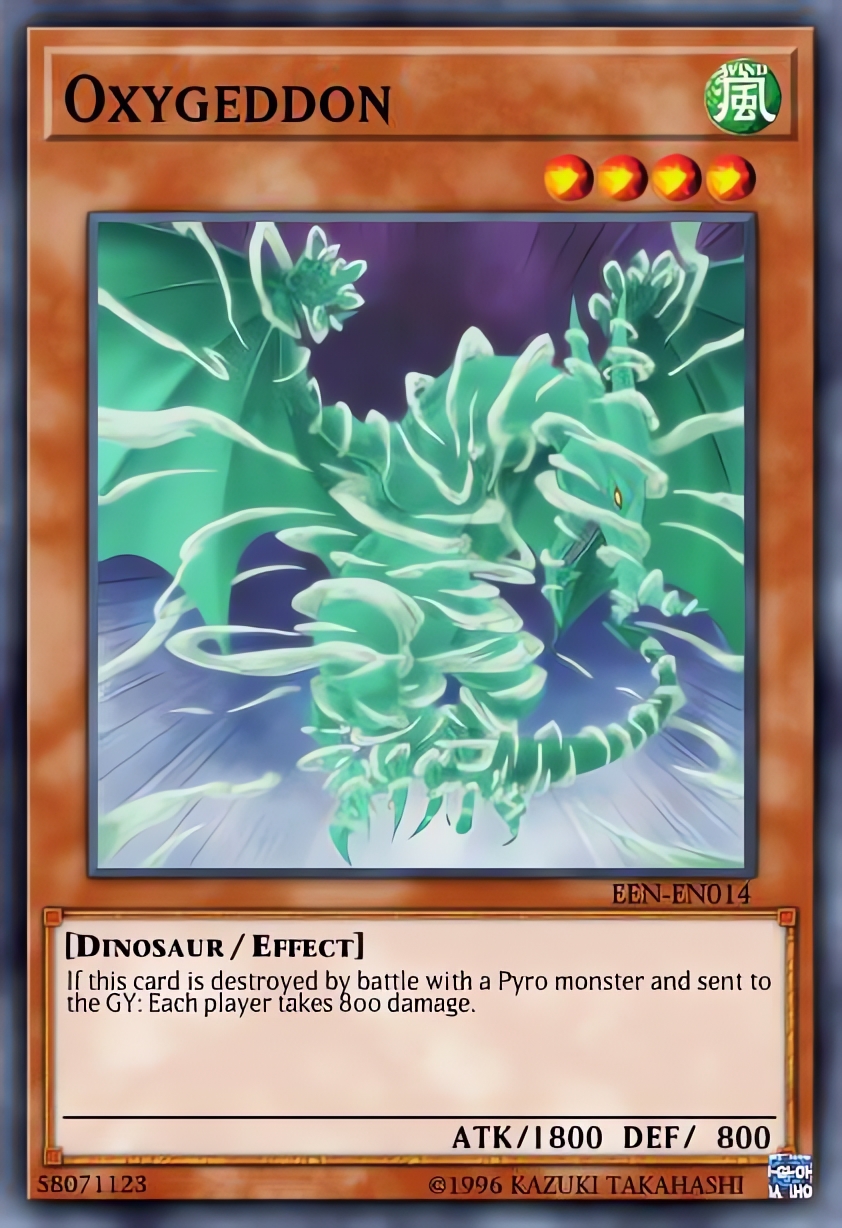 OXYGEDDON
WIND
風
EEN-EN014
[DINOSAUR / EFFECT]
If this card is destroyed by battle with a Pyro monster and sent to
the GY: Each player takes 800 damage.
ATK/1800 DEF/ 800
58071123
©1996 KAZUKI TAKAHASHI